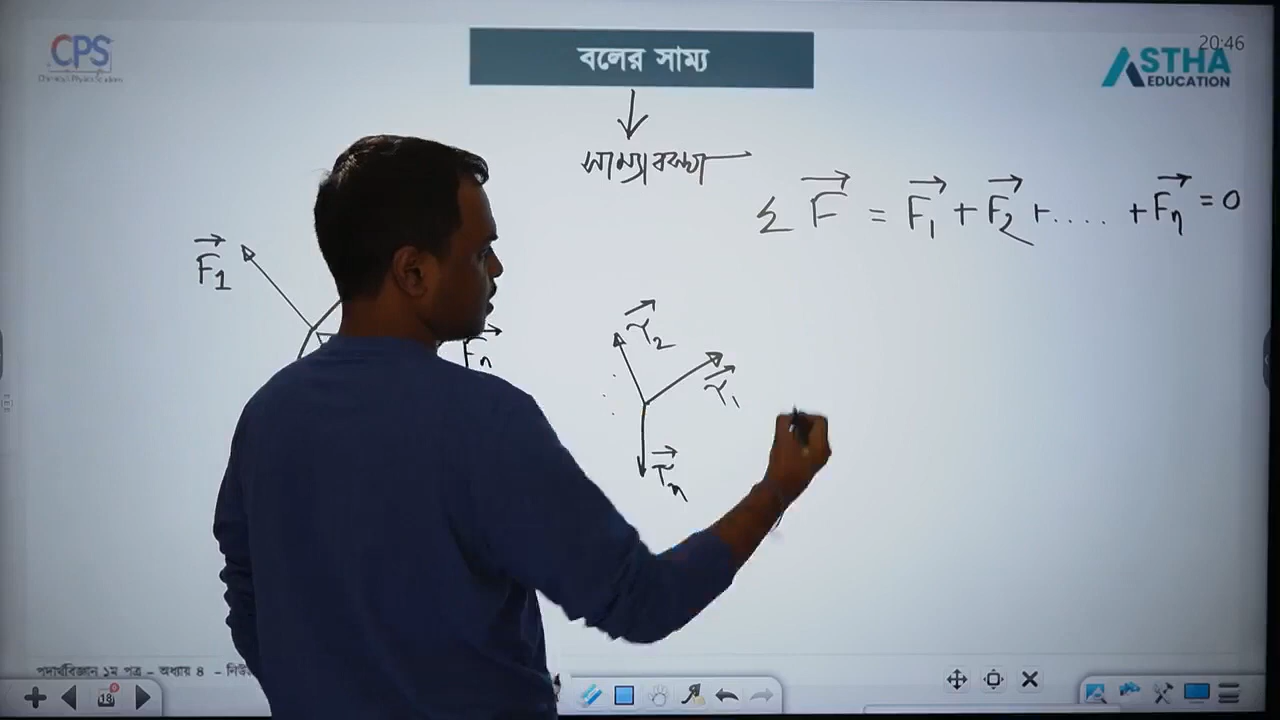 CPS
বলের সাম্য
20:46
ASTHA
EDUCATION
সাম্যাবস্থা
Σ F⃗ = F⃗₁ + F⃗₂ + .... + F⃗ₙ = 0
F⃗₁
F⃗ₙ
τ⃗₂
τ⃗₁
τ⃗ₙ
পদার্থবিজ্ঞান ১ম পত্র – অধ্যায় ৪ –
18